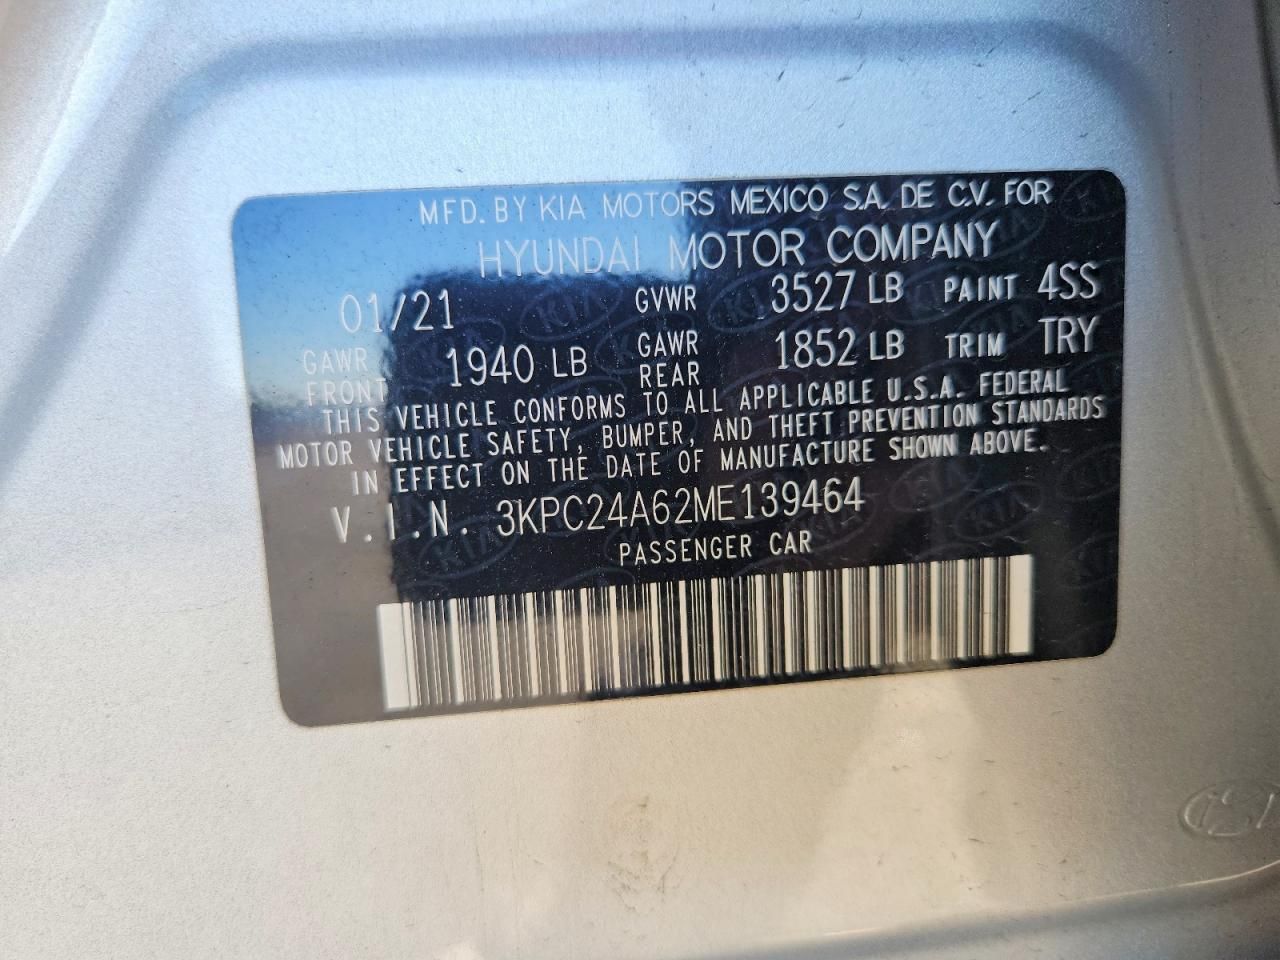 MFD. BY KIA MOTORS MEXICO S.A. DE C.V. FOR
HYUNDAI MOTOR COMPANY
01/21 GVWR 3527 LB PAINT 4SS
GAWR FRONT 1940 LB GAWR REAR 1852 LB TRIM TRY
THIS VEHICLE CONFORMS TO ALL APPLICABLE U.S.A. FEDERAL
MOTOR VEHICLE SAFETY, BUMPER, AND THEFT PREVENTION STANDARDS
IN EFFECT ON THE DATE OF MANUFACTURE SHOWN ABOVE.
V.I.N. 3KPC24A62ME139464
PASSENGER CAR